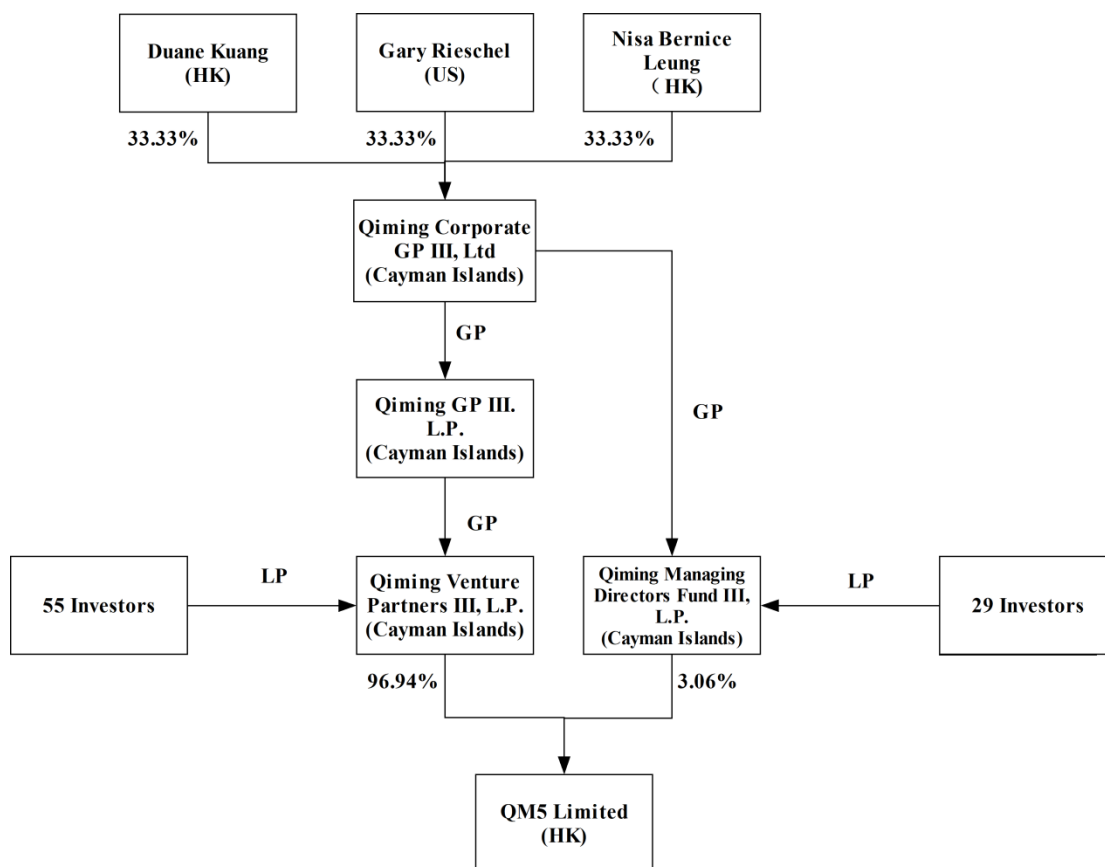 Duane Kuang
(HK)
Gary Rieschel
(US)
Nisa Bernice
Leung
（HK)
33.33%
33.33%
33.33%
Qiming Corporate
GP III, Ltd
(Cayman Islands)
GP
Qiming GP III.
L.P.
(Cayman Islands)
GP
GP
55 Investors
LP
Qiming Venture
Partners III, L.P.
(Cayman Islands)
Qiming Managing
Directors Fund III,
L.P.
(Cayman Islands)
LP
29 Investors
96.94%
3.06%
QM5 Limited
(HK)